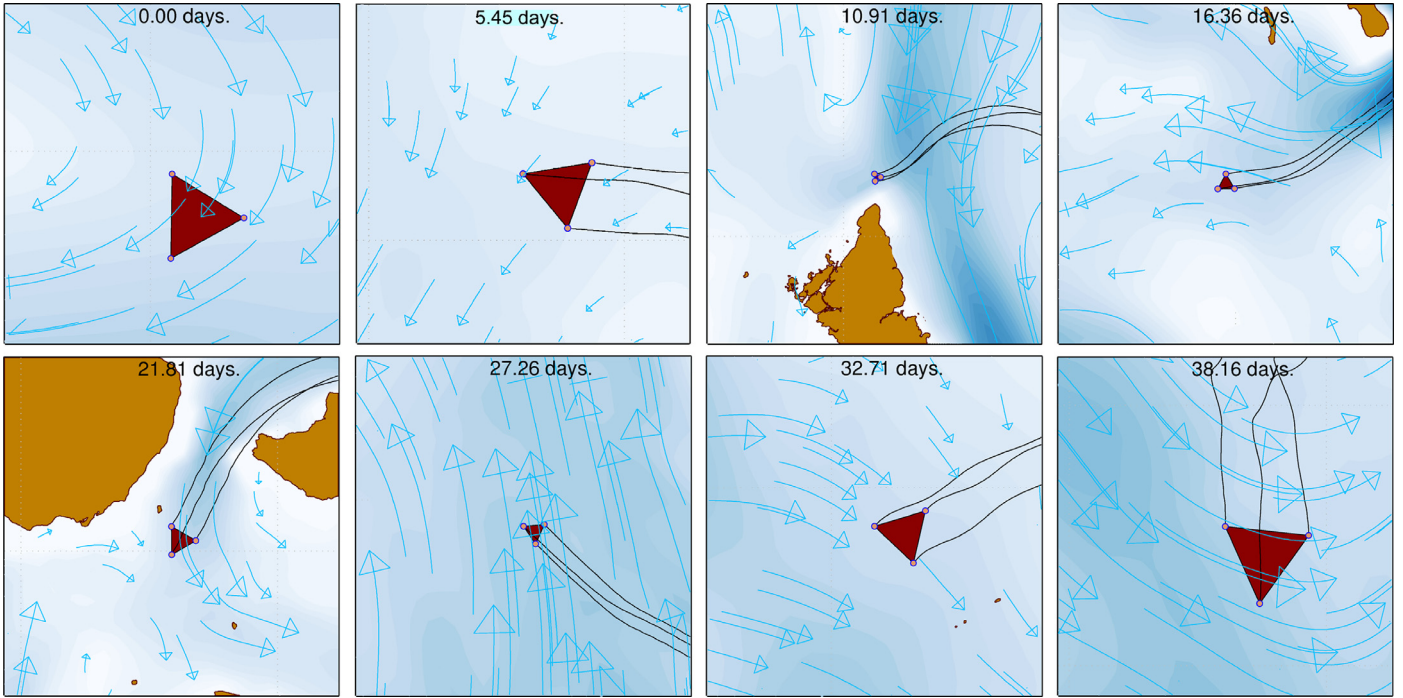 0.00 days.
5.45 days.
10.91 days.
16.36 days.
21.81 days.
27.26 days.
32.71 days.
38.16 days.